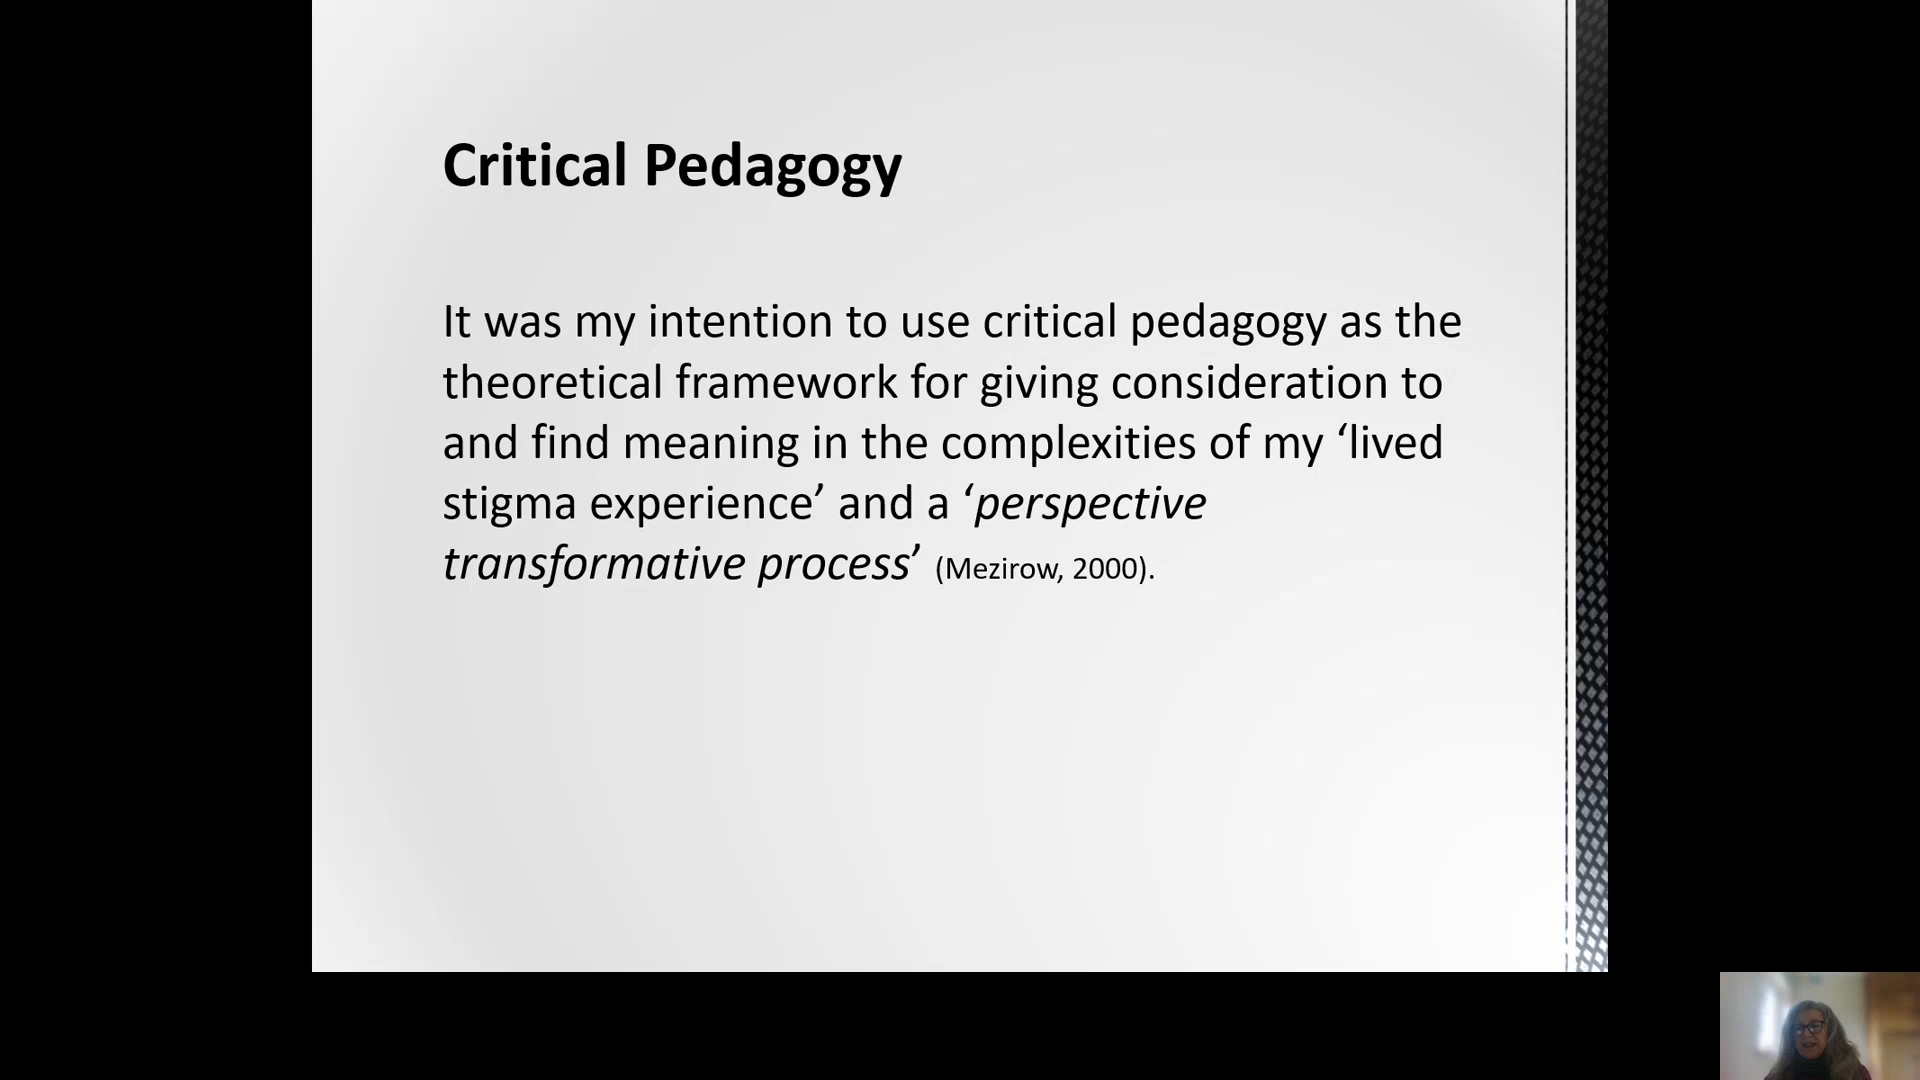 Critical Pedagogy
It was my intention to use critical pedagogy as the
theoretical framework for giving consideration to
and find meaning in the complexities of my ‘lived
stigma experience’ and a ‘perspective
transformative process’ (Mezirow, 2000).